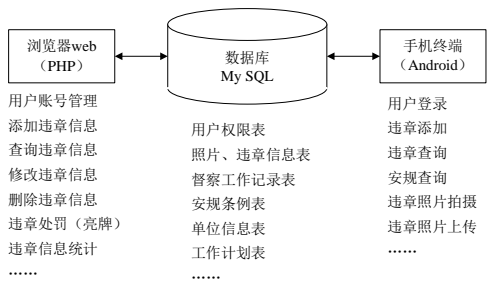 浏览器web
（PHP）
用户账号管理
添加违章信息
查询违章信息
修改违章信息
删除违章信息
违章处罚（亮牌）
违章信息统计
……
数据库
My SQL
用户权限表
照片、违章信息表
督察工作记录表
安规条例表
单位信息表
工作计划表
……
手机终端
（Android）
用户登录
违章添加
违章查询
安规查询
违章照片拍摄
违章照片上传
……